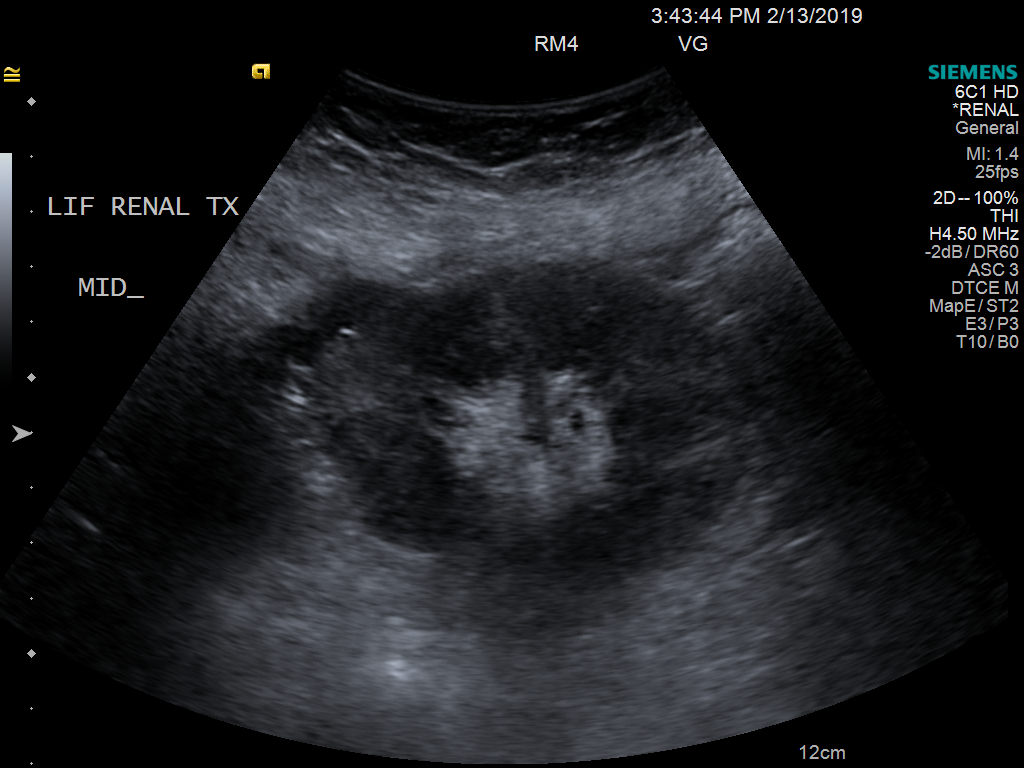 3:43:44 PM 2/13/2019
RM4 VG
SIEMENS
6C1 HD
*RENAL
General
MI: 1.4
25fps
2D--100%
THI
H4.50 MHz
-2dB/DR60
ASC 3
DTCE M
MapE/ST2
E3/P3
T10/B0
LIF RENAL TX
MID_
12cm